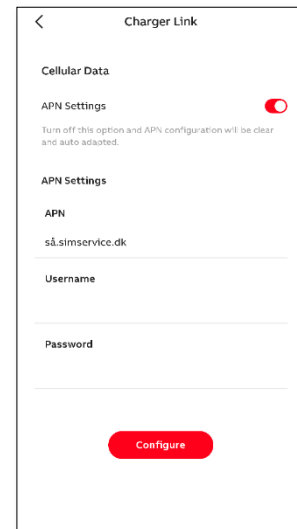 Charger Link
Cellular Data
APN Settings
Turn off this option and APN configuration will be clear
and auto adapted.
APN Settings
APN
så.simservice.dk
Username
Password
Configure